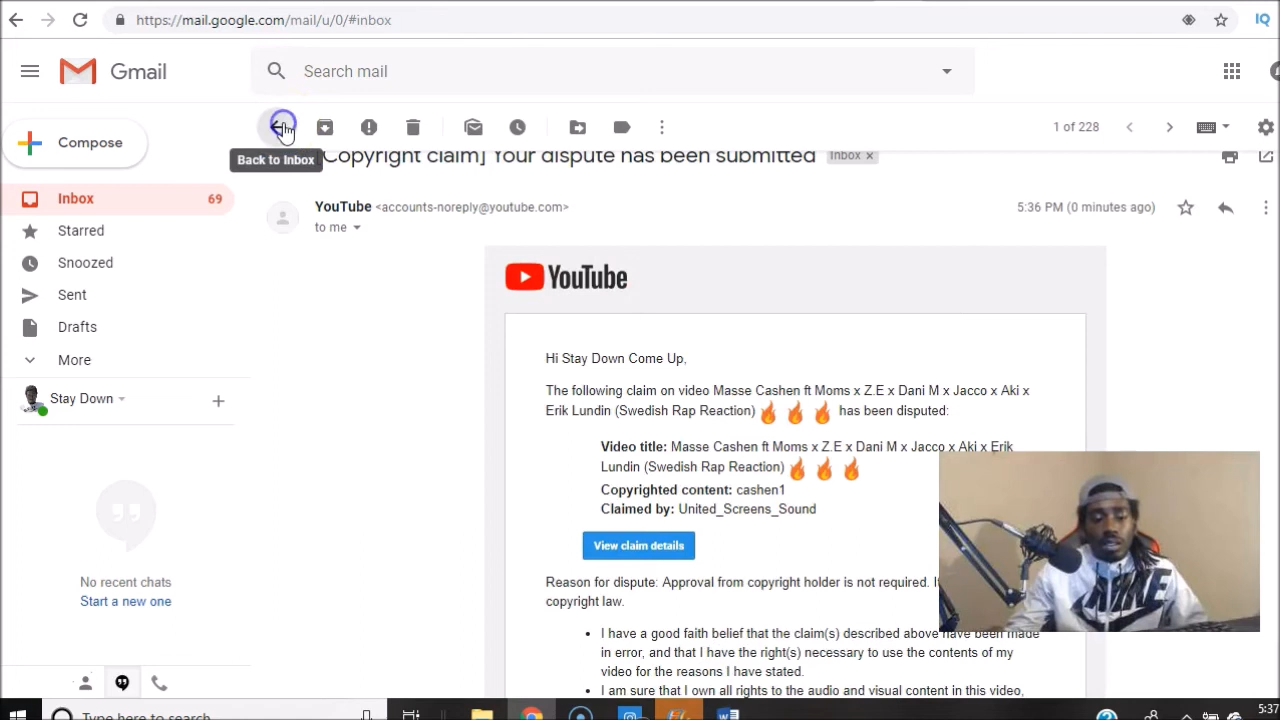 https://mail.google.com/mail/u/0/#inbox
IQ
Gmail
Search mail
Compose
1 of 228
Back to Inbox
Copyright claim] Your dispute has been submitted
Inbox x
Inbox 69
Starred
Snoozed
Sent
Drafts
More
Stay Down
No recent chats
Start a new one
YouTube <accounts-noreply@youtube.com>
5:36 PM (0 minutes ago)
to me
YouTube
Hi Stay Down Come Up,
The following claim on video Masse Cashen ft Moms x Z.E x Dani M x Jacco x Aki x
Erik Lundin (Swedish Rap Reaction) 🔥 🔥 🔥 has been disputed:
Video title: Masse Cashen ft Moms x Z.E x Dani M x Jacco x Aki x Erik
Lundin (Swedish Rap Reaction) 🔥 🔥 🔥
Copyrighted content: cashen1
Claimed by: United_Screens_Sound
View claim details
Reason for dispute: Approval from copyright holder is not required.
copyright law.
• I have a good faith belief that the claim(s) described above have been made
in error, and that I have the right(s) necessary to use the contents of my
video for the reasons I have stated.
• I am sure that I own all rights to the audio and visual content in this video,
NIKE
Type here to search
5:37